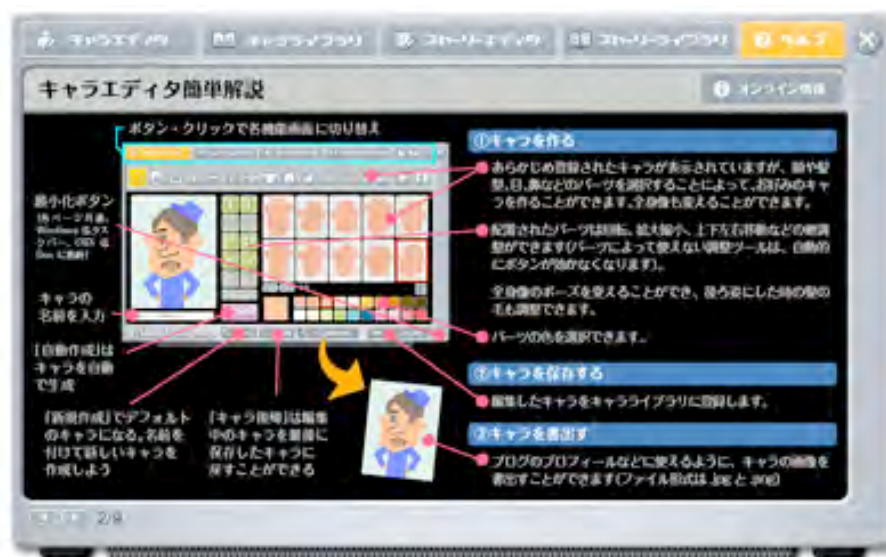 キャラエディタ
キャラライブラリ
ストーリーエディタ
ストーリーライブラリ
ヘルプ
キャラエディタ簡単解説
オンライン情報
ボタン・クリックで各機能画面に切り替え
最小化ボタン
キャラの
名前を入力
「自動作成」は
キャラを自動
で生成
「新規作成」でデフォルト
のキャラになる。名前を
付けて新しいキャラを
作成しよう
「キャラ復帰」は編集
中のキャラを最後に
保存したキャラに
戻すことができる
①キャラを作る
あらかじめ登録されたキャラが表示されていますが、顔や髪
型、目、鼻などのパーツを選択することによって、お好みのキャ
ラを作ることができます。全身像も変えることができます。
配置されたパーツは回転、拡大縮小、上下左右移動などの微調
整ができます(パーツによって使えない調整ツールは、自動的
にボタンが効かなくなります)。
全身像のポーズを変えることができ、後ろ姿にした時の髪の
毛も調整できます。
パーツの色を選択できます。
②キャラを保存する
編集したキャラをキャラライブラリに登録します。
③キャラを書出す
ブログのプロフィールなどに使えるように、キャラの画像を
書出すことができます(ファイル形式は .jpg と .png)
2/9